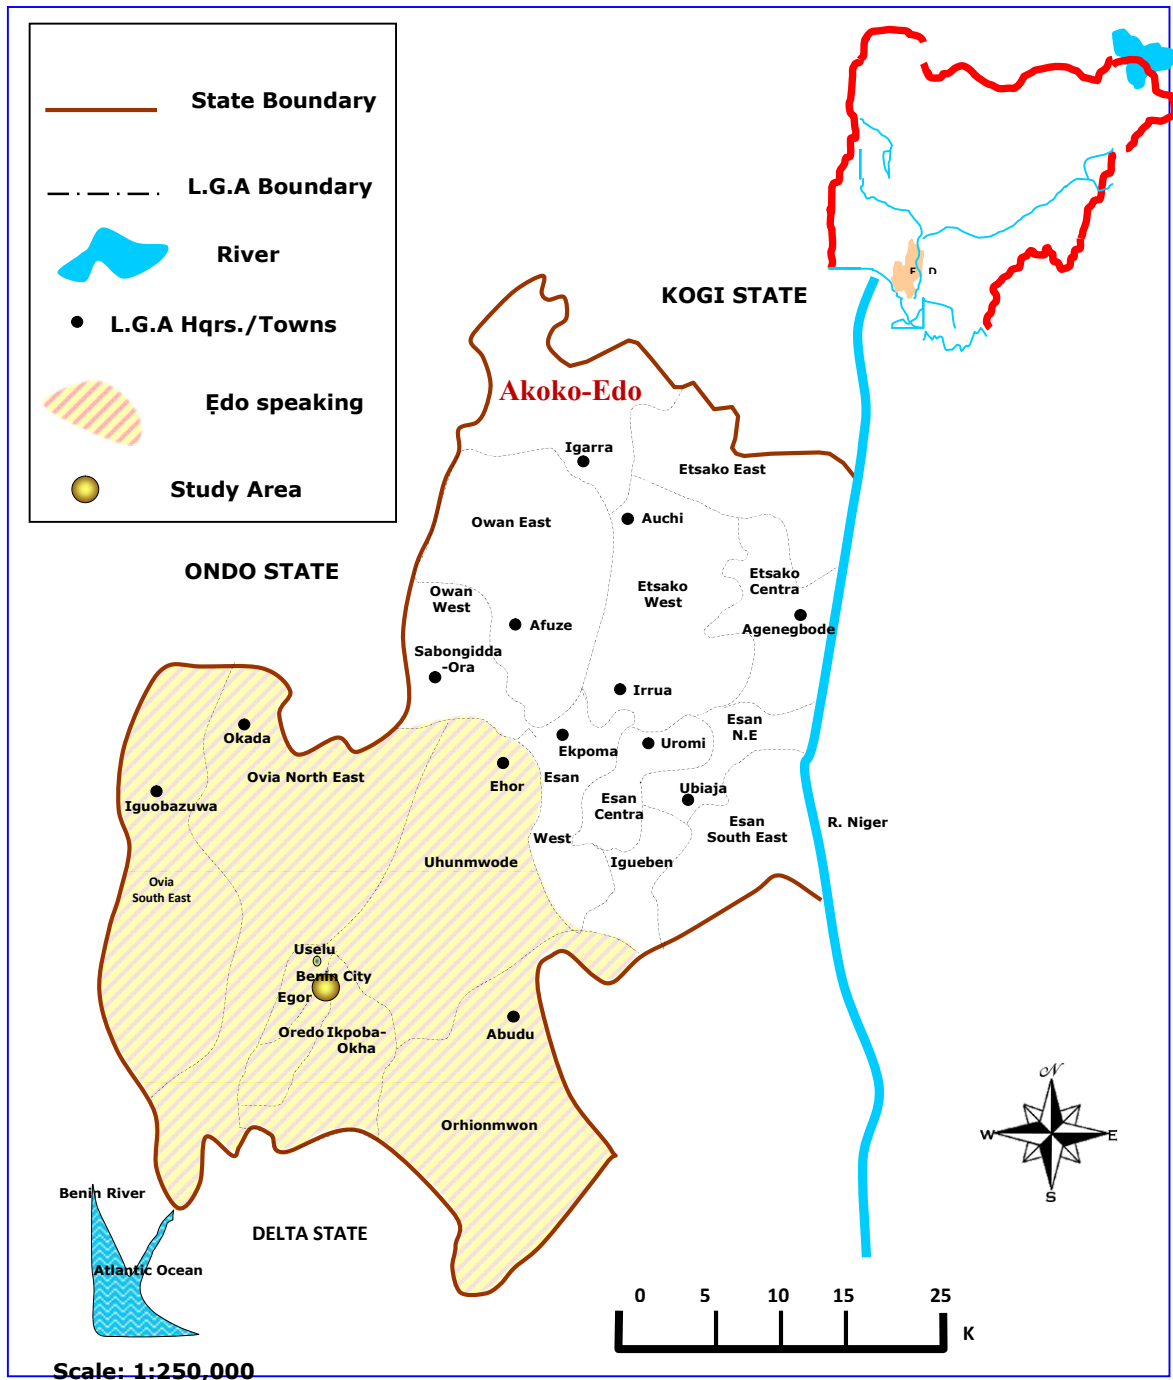 State Boundary
L.G.A Boundary
River
L.G.A Hqrs./Towns
Ẹdo speaking
Study Area
E D
KOGI STATE
Akoko-Edo
Igarra
Etsako East
Auchi
Owan East
ONDO STATE
Etsako
Centra
Etsako
West
Owan
West
Afuze
Agenegbode
Sabongidda
-Ora
Irrua
Esan
N.E
Okada
Uromi
Ekpoma
Ovia North East
Esan
Ehor
Ubiaja
Iguobazuwa
Esan
Centra
Esan
South East
R. Niger
West
Uhunmwode
Igueben
Ovia
South East
Uselu
Benin City
Egor
Oredo
Ikpoba-
Okha
Abudu
Orhionmwon
N
W
E
S
Benin River
DELTA STATE
Atlantic Ocean
0 5 10 15 25
K
Scale: 1:250,000